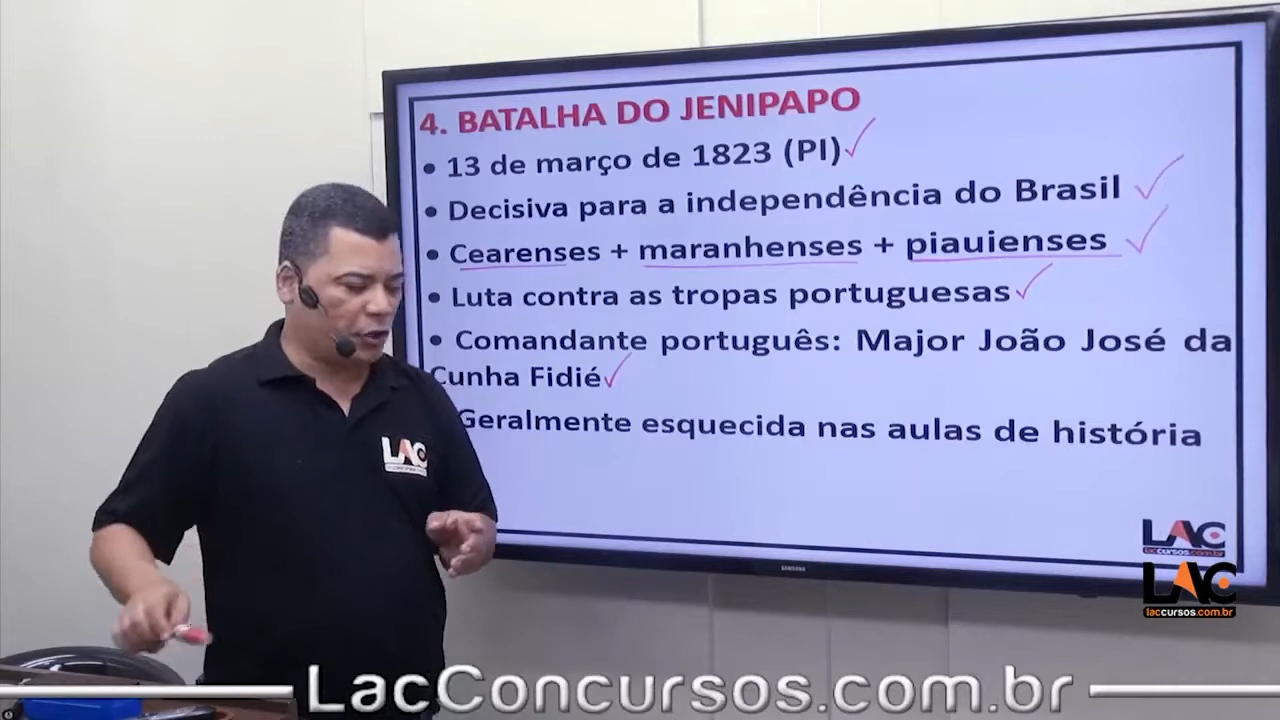 4. BATALHA DO JENIPAPO
• 13 de março de 1823 (PI)
• Decisiva para a independência do Brasil
• Cearenses + maranhenses + piauienses
• Luta contra as tropas portuguesas
• Comandante português: Major João José da
Cunha Fidié
Geralmente esquecida nas aulas de história
LAC
LAC
laccursos.com.br
SAMSUNG
LAC
laccursos.com.br
LacConcursos.com.br